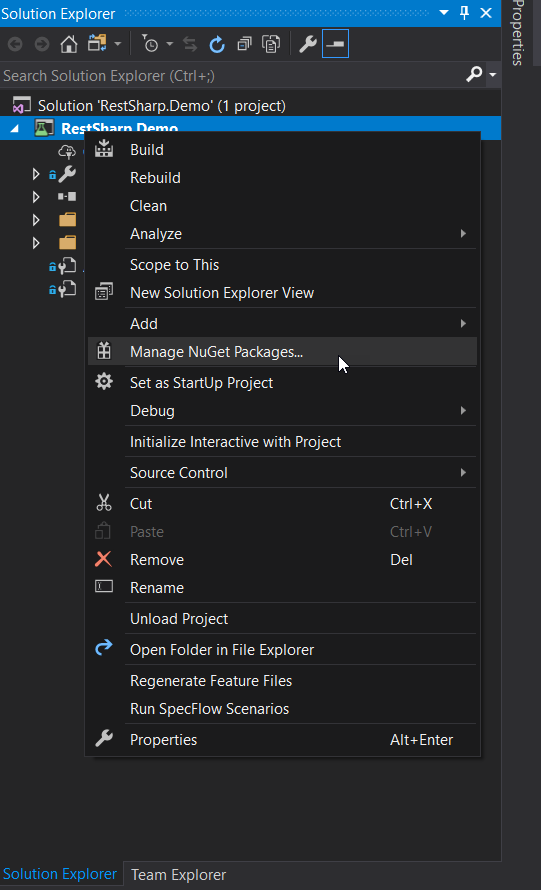 Solution Explorer
Properties
Search Solution Explorer (Ctrl+;)
Solution 'RestSharp.Demo' (1 project)
RestSharp.Demo
Build
Rebuild
Clean
Analyze
Scope to This
New Solution Explorer View
Add
Manage NuGet Packages...
Set as StartUp Project
Debug
Initialize Interactive with Project
Source Control
Cut Ctrl+X
Paste Ctrl+V
Remove Del
Rename
Unload Project
Open Folder in File Explorer
Regenerate Feature Files
Run SpecFlow Scenarios
Properties Alt+Enter
Solution Explorer Team Explorer